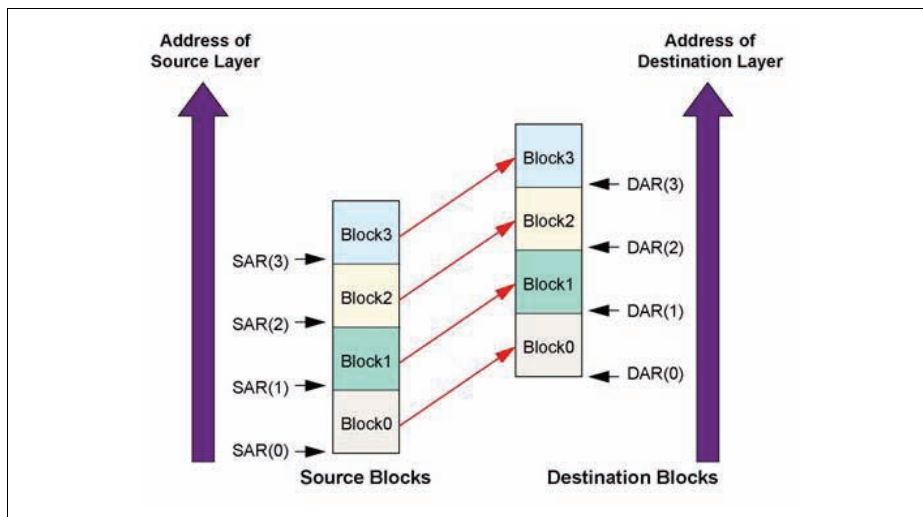 Address of
Source Layer
Address of
Destination Layer
Block3
Block2
Block1
Block0
SAR(3)
SAR(2)
SAR(1)
SAR(0)
Source Blocks
Block3
Block2
Block1
Block0
DAR(3)
DAR(2)
DAR(1)
DAR(0)
Destination Blocks